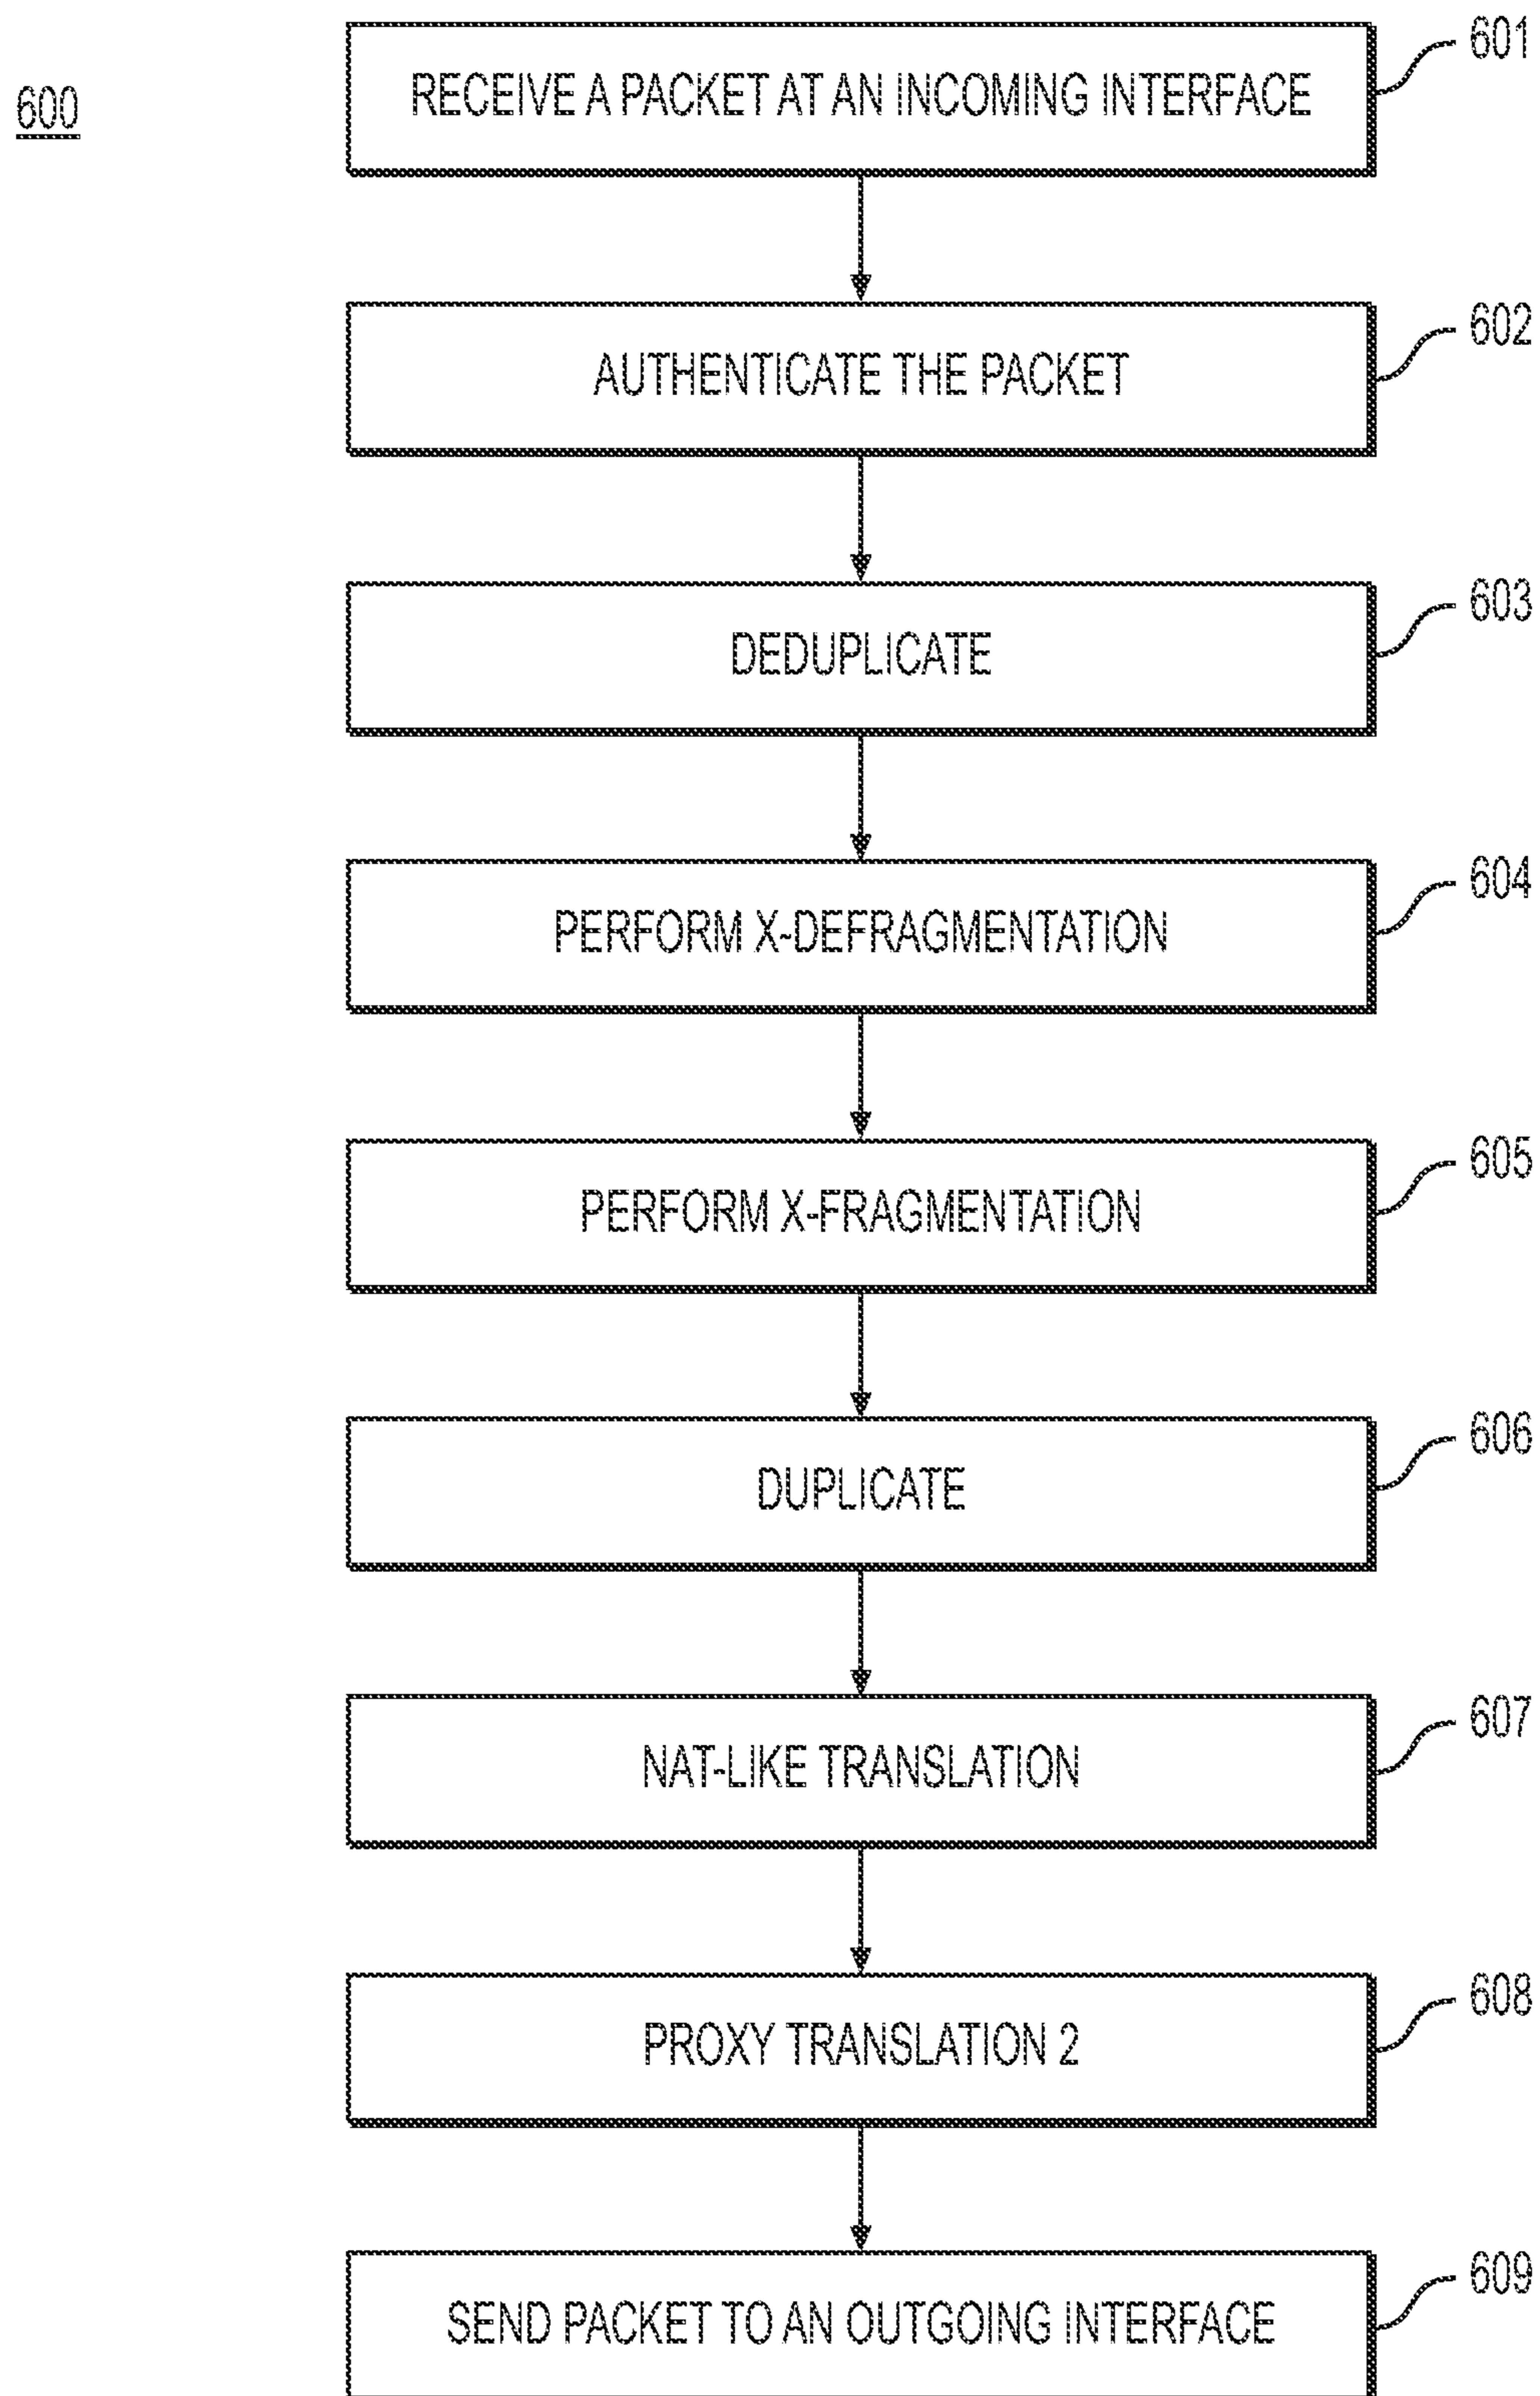 600
RECEIVE A PACKET AT AN INCOMING INTERFACE
601
AUTHENTICATE THE PACKET
602
DEDUPLICATE
603
PERFORM X-DEFRAGMENTATION
604
PERFORM X-FRAGMENTATION
605
DUPLICATE
606
NAT-LIKE TRANSLATION
607
PROXY TRANSLATION 2
608
SEND PACKET TO AN OUTGOING INTERFACE
609